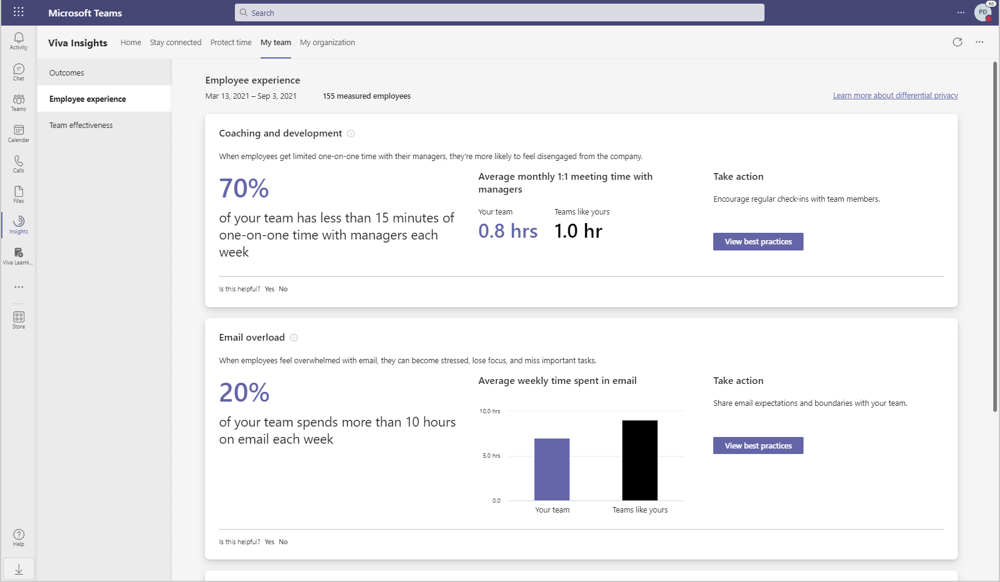 Microsoft Teams
Search
PD
RO
Activity
Chat
Teams
Calendar
Calls
Files
Insights
Viva Learni...
Store
Help
Viva Insights
Home
Stay connected
Protect time
My team
My organization
Outcomes
Employee experience
Team effectiveness
Employee experience
Mar 13, 2021 – Sep 3, 2021
155 measured employees
Learn more about differential privacy
Coaching and development
When employees get limited one-on-one time with their managers, they're more likely to feel disengaged from the company.
70%
of your team has less than 15 minutes of
one-on-one time with managers each
week
Average monthly 1:1 meeting time with
managers
Your team
0.8 hrs
Teams like yours
1.0 hr
Take action
Encourage regular check-ins with team members.
View best practices
Is this helpful? Yes No
Email overload
When employees feel overwhelmed with email, they can become stressed, lose focus, and miss important tasks.
20%
of your team spends more than 10 hours
on email each week
Average weekly time spent in email
10.0 hrs
5.0 hrs
0.0
Your team
Teams like yours
Take action
Share email expectations and boundaries with your team.
View best practices
Is this helpful? Yes No